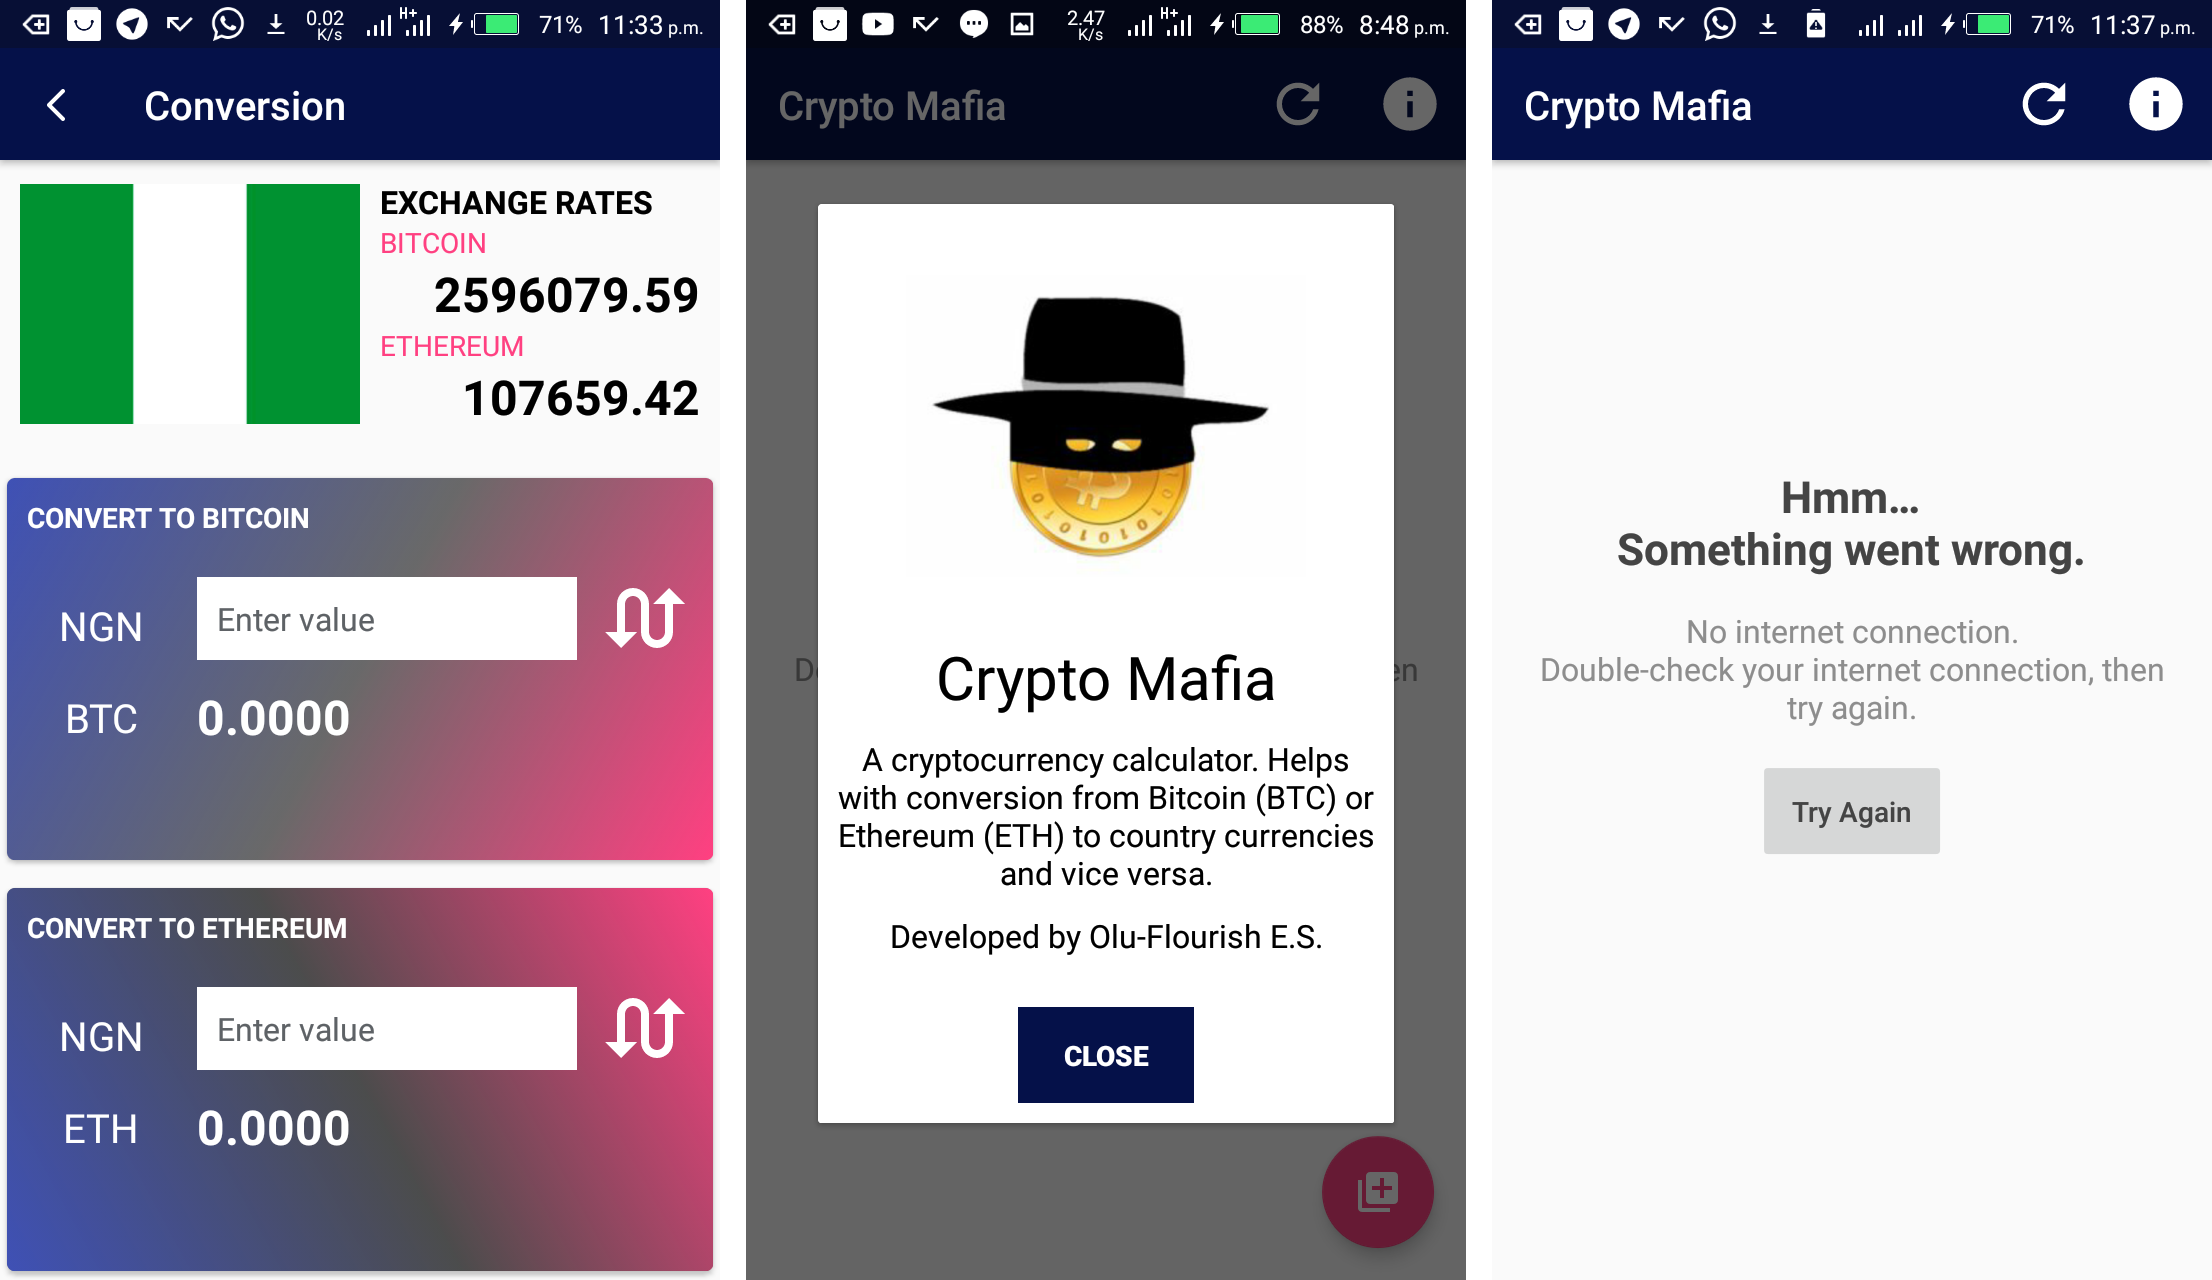 0.02
K/s
H+
71%
11:33 p.m.
Conversion
EXCHANGE RATES
BITCOIN
2596079.59
ETHEREUM
107659.42
CONVERT TO BITCOIN
NGN
Enter value
BTC
0.0000
CONVERT TO ETHEREUM
NGN
Enter value
ETH
0.0000
2.47
K/s
H+
88%
8:48 p.m.
Crypto Mafia
Crypto Mafia
A cryptocurrency calculator. Helps
with conversion from Bitcoin (BTC) or
Ethereum (ETH) to country currencies
and vice versa.
Developed by Olu-Flourish E.S.
CLOSE
71%
11:37 p.m.
Crypto Mafia
Hmm...
Something went wrong.
No internet connection.
Double-check your internet connection, then
try again.
Try Again